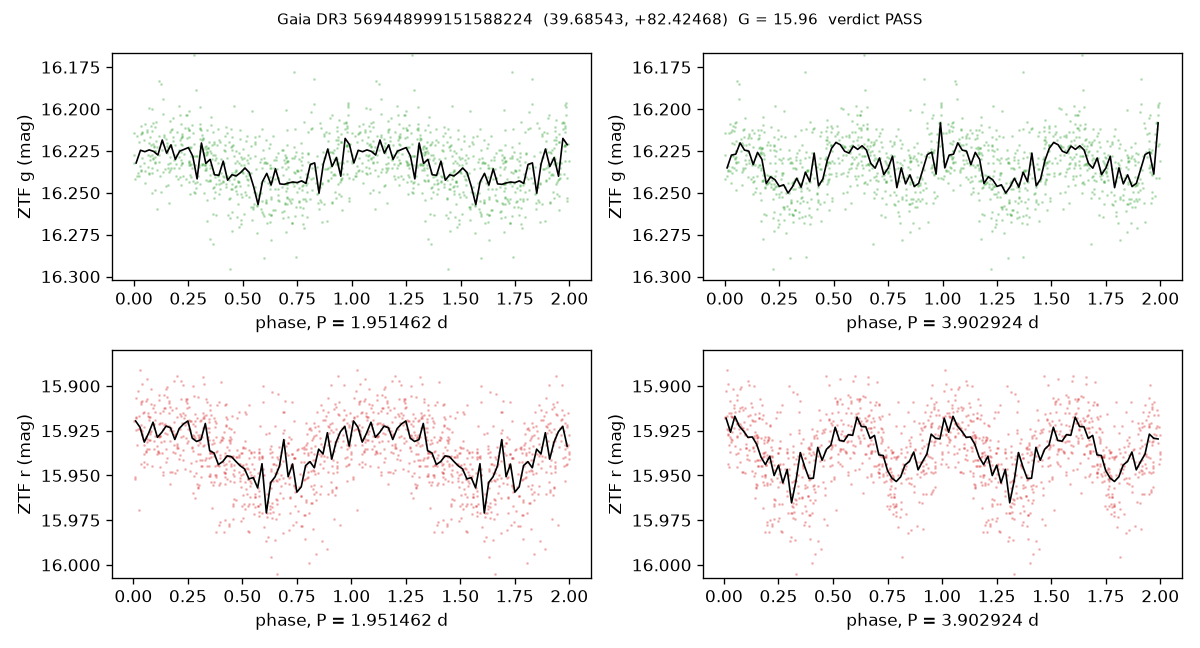 Gaia DR3 569448999151588224 (39.68543, +82.42468) G = 15.96 verdict PASS
ZTF g (mag)
16.175
16.200
16.225
16.250
16.275
16.300
0.00 0.25 0.50 0.75 1.00 1.25 1.50 1.75 2.00
phase, P = 1.951462 d
ZTF g (mag)
16.175
16.200
16.225
16.250
16.275
16.300
0.00 0.25 0.50 0.75 1.00 1.25 1.50 1.75 2.00
phase, P = 3.902924 d
ZTF r (mag)
15.900
15.925
15.950
15.975
16.000
0.00 0.25 0.50 0.75 1.00 1.25 1.50 1.75 2.00
phase, P = 1.951462 d
ZTF r (mag)
15.900
15.925
15.950
15.975
16.000
0.00 0.25 0.50 0.75 1.00 1.25 1.50 1.75 2.00
phase, P = 3.902924 d